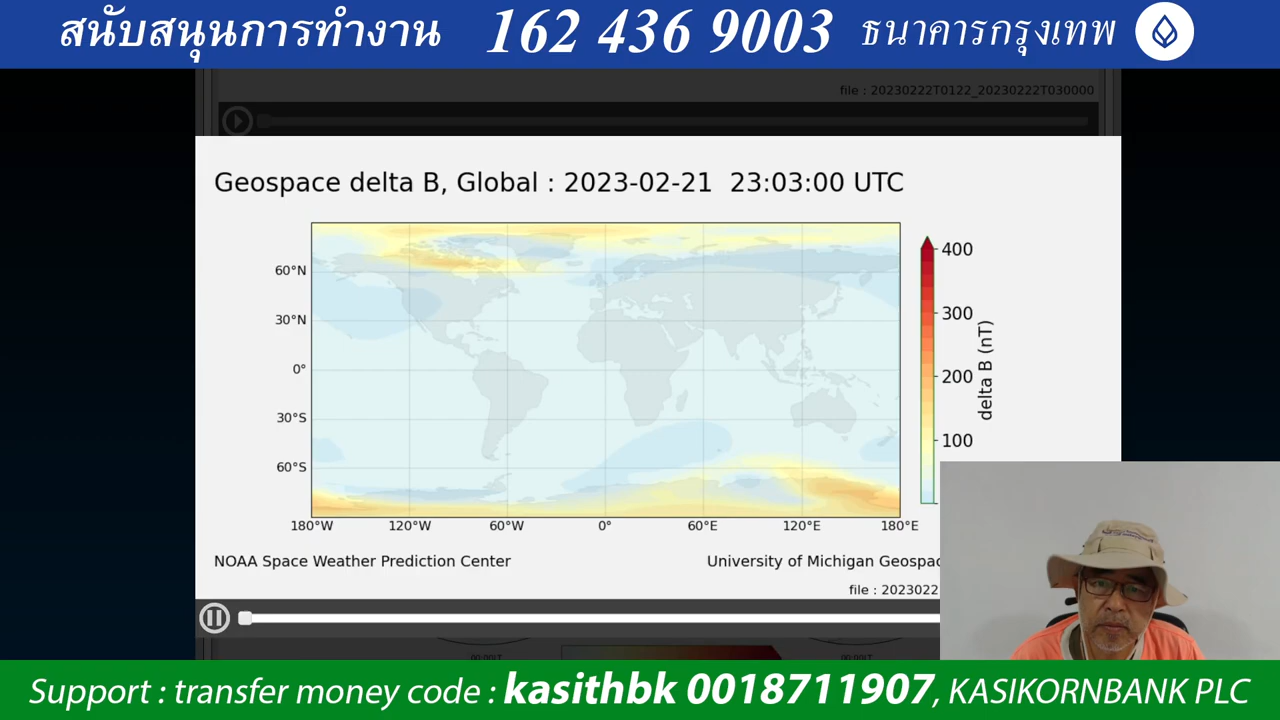 สนับสนุนการทำงาน 162 436 9003 ธนาคารกรุงเทพ
file : 20230222T0122_20230222T030000
Geospace delta B, Global : 2023-02-21 23:03:00 UTC
400
60°N
300
30°N
0°
200
delta B (nT)
30°S
100
60°S
180°W 120°W 60°W 0° 60°E 120°E 180°E
NOAA Space Weather Prediction Center University of Michigan Geospac
file : 2023022
00:00LT 00:00LT
Support : transfer money code : kasithbk 0018711907, KASIKORNBANK PLC